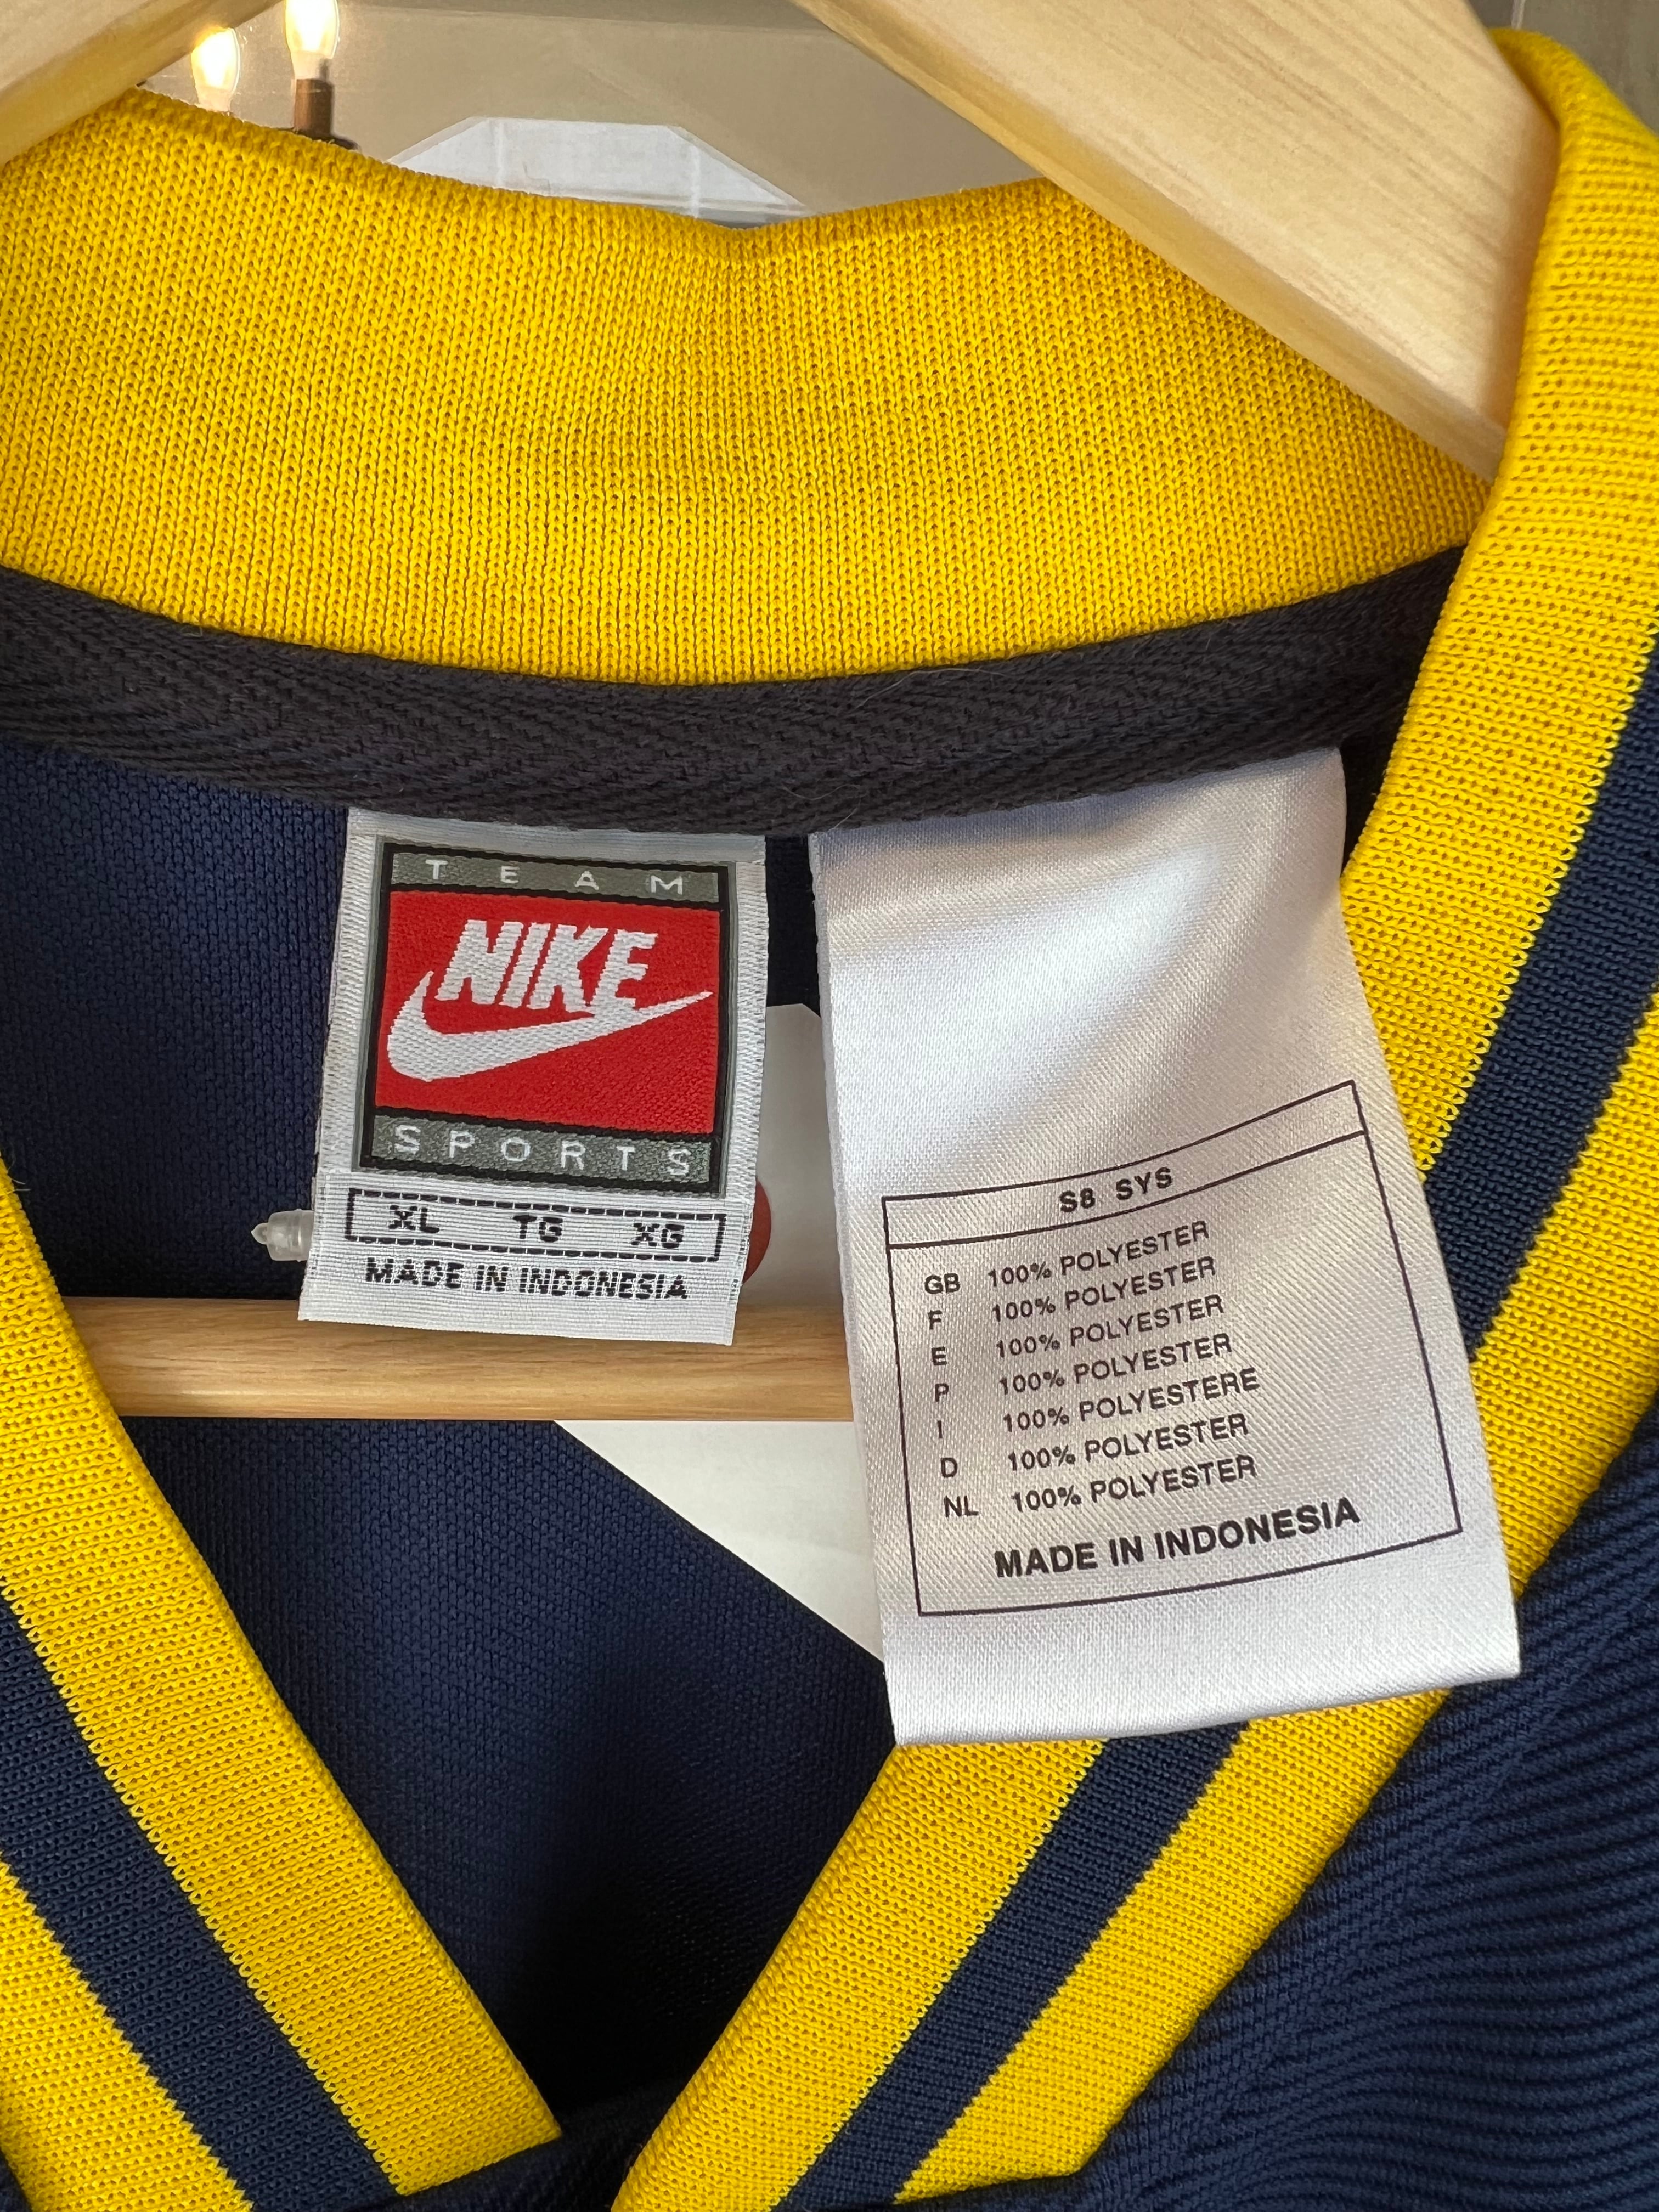 TEAM
NIKE
SPORTS
XL TG XG
MADE IN INDONESIA
S8 SYS
GB 100% POLYESTER
F 100% POLYESTER
E 100% POLYESTER
P 100% POLYESTER
I 100% POLYESTERE
D 100% POLYESTER
NL 100% POLYESTER
MADE IN INDONESIA